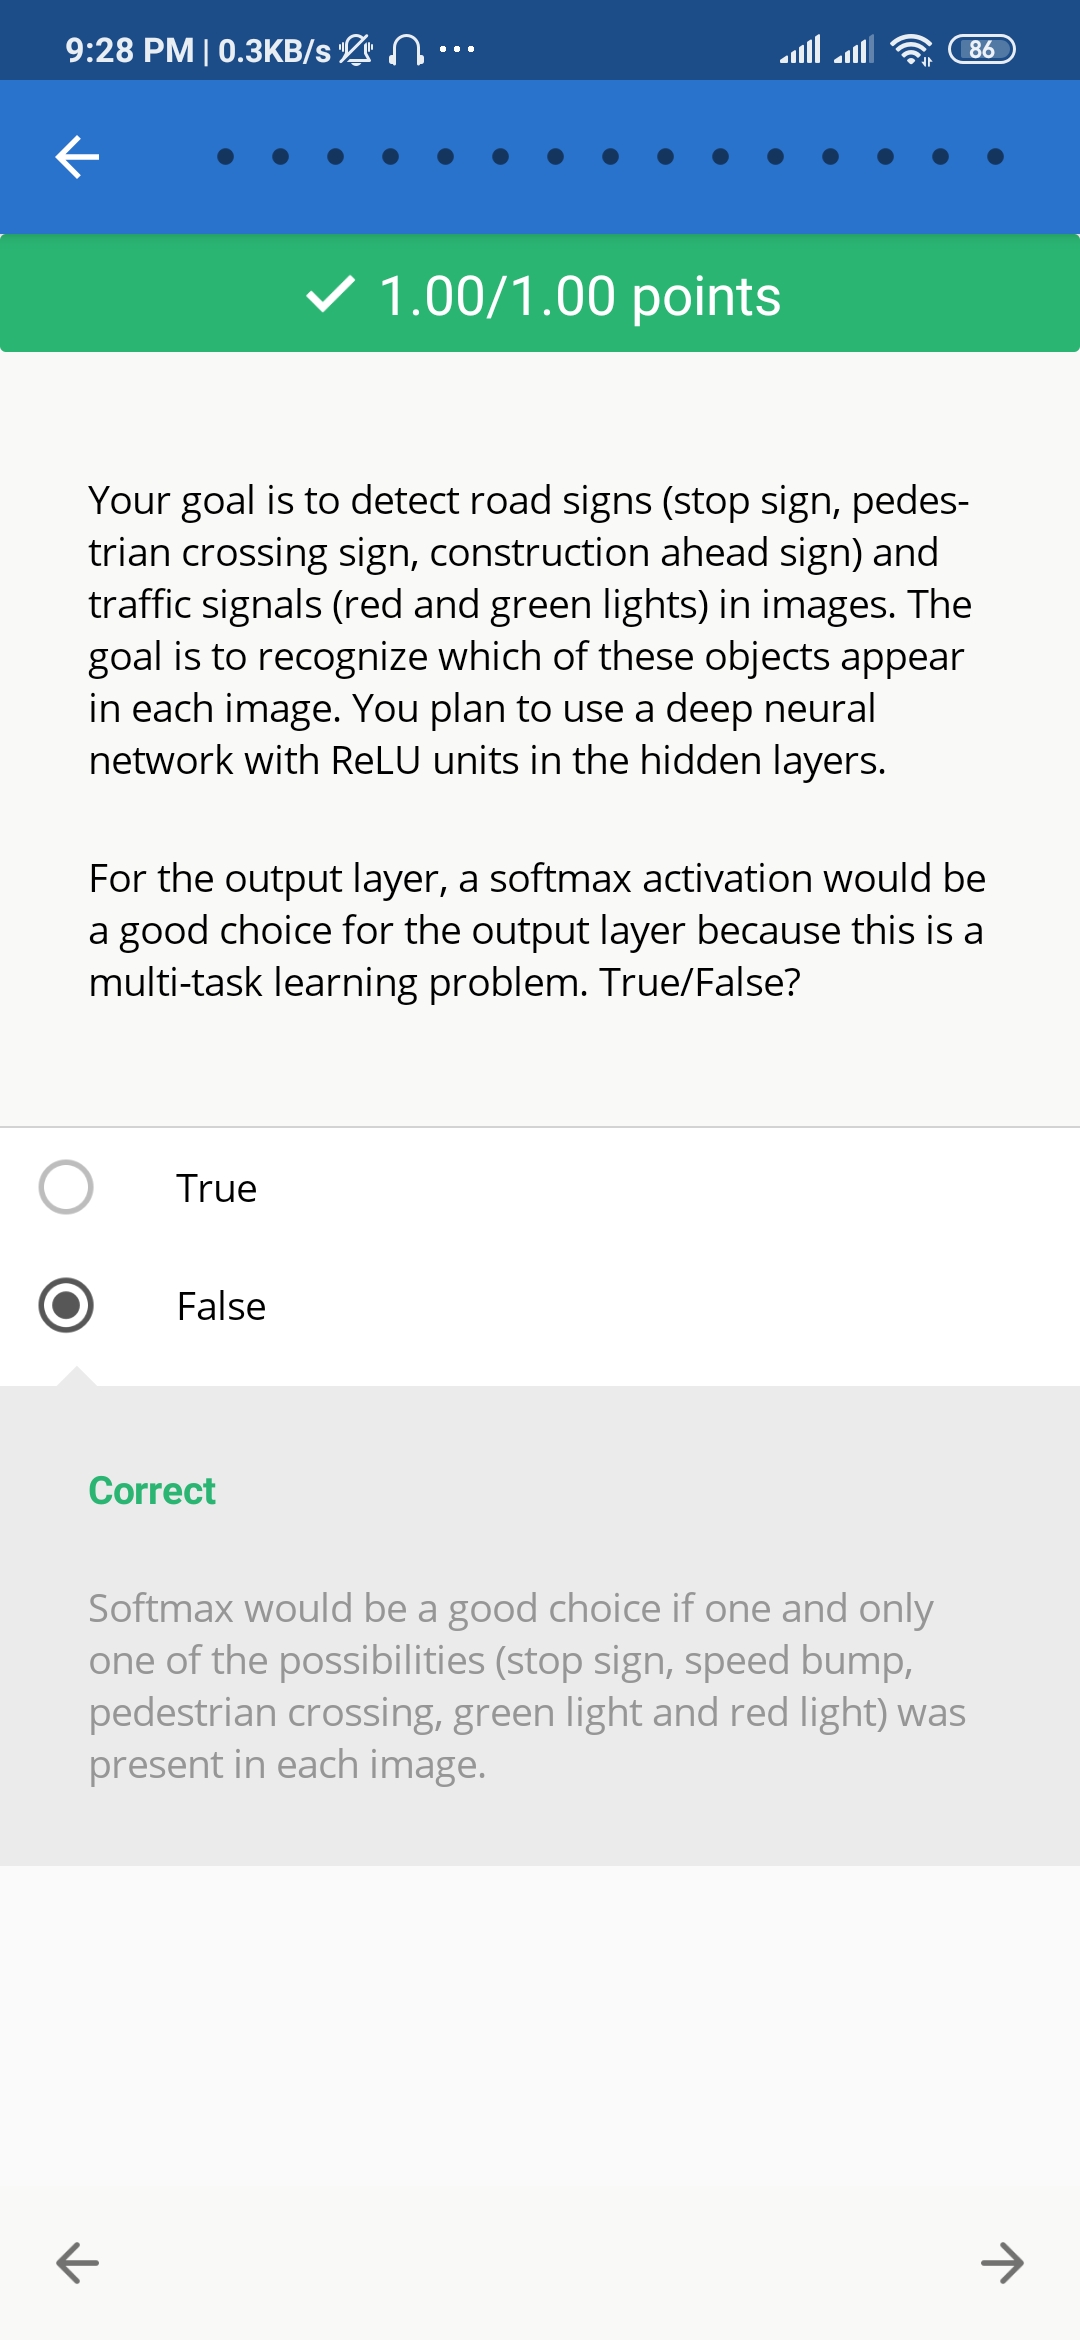 9:28 PM | 0.3KB/s ...
86
1.00/1.00 points
Your goal is to detect road signs (stop sign, pedes-
trian crossing sign, construction ahead sign) and
traffic signals (red and green lights) in images. The
goal is to recognize which of these objects appear
in each image. You plan to use a deep neural
network with ReLU units in the hidden layers.
For the output layer, a softmax activation would be
a good choice for the output layer because this is a
multi-task learning problem. True/False?
True
False
Correct
Softmax would be a good choice if one and only
one of the possibilities (stop sign, speed bump,
pedestrian crossing, green light and red light) was
present in each image.